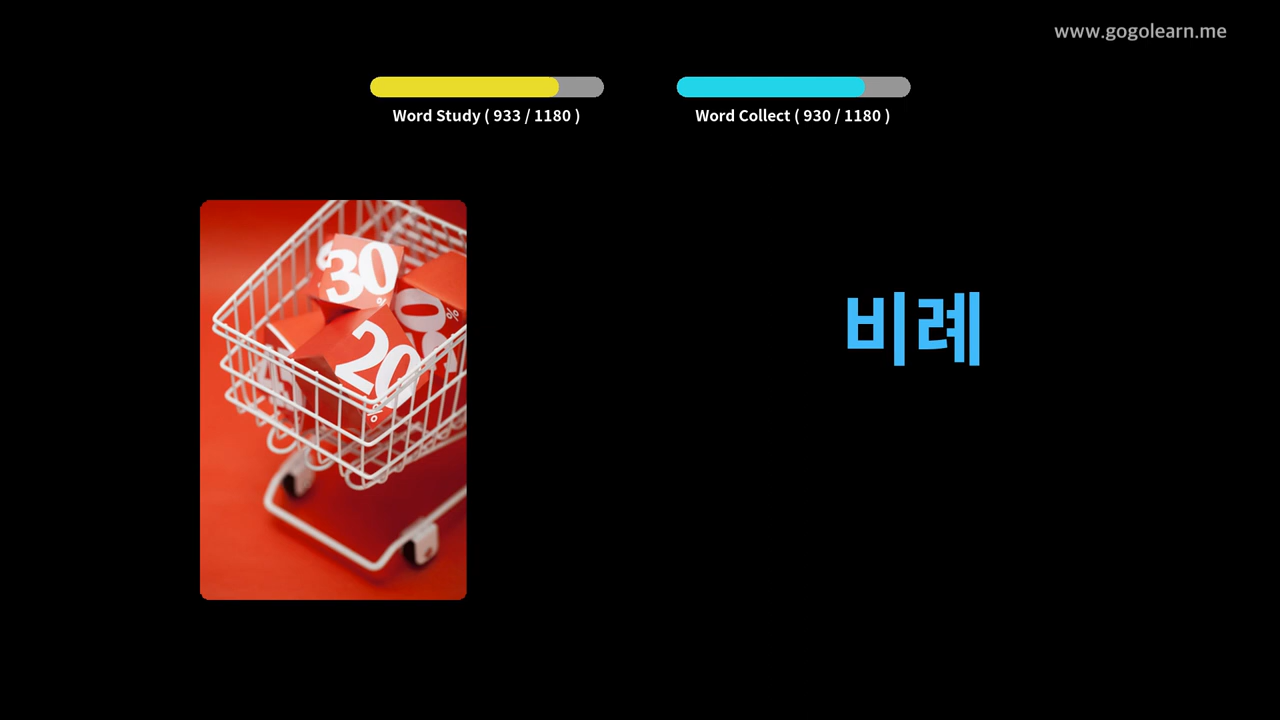 www.gogolearn.me
Word Study ( 933 / 1180 )
Word Collect ( 930 / 1180 )
30
%
20
%
비례